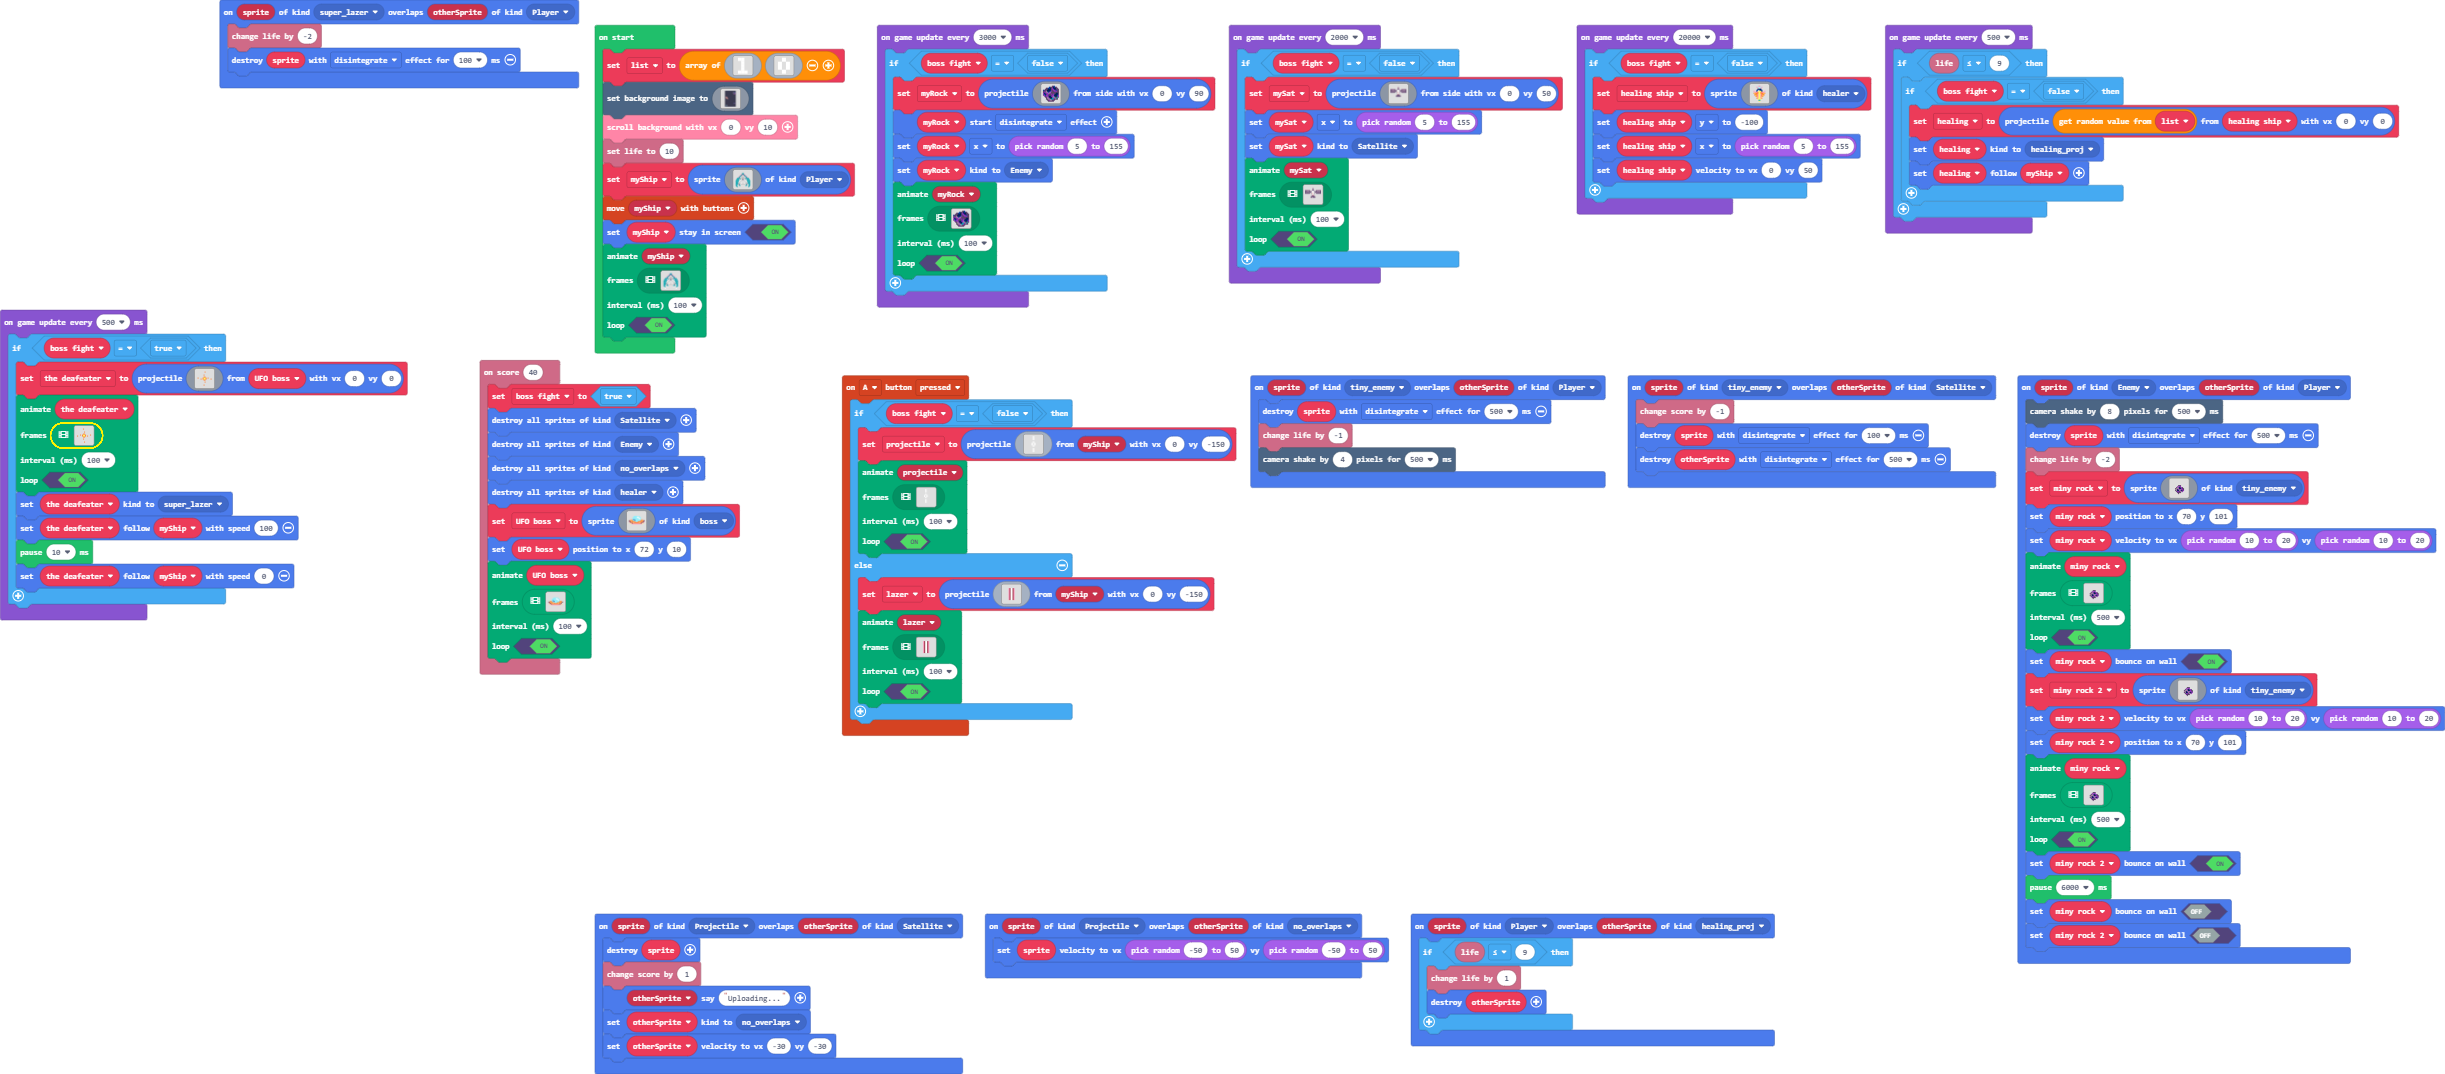 on sprite of kind super_lazer overlaps otherSprite of kind Player
change life by -2
destroy sprite with disintegrate effect for 100 ms
on start
set list to array of
set background image to
scroll background with vx 0 vy 10
set life to 10
set myShip to sprite of kind Player
move myShip with buttons
set myShip stay in screen ON
animate myShip
frames
interval (ms) 100
loop ON
on game update every 3000 ms
if boss fight = false then
set myRock to projectile from side with vx 0 vy 90
myRock start disintegrate effect
set myRock x to pick random 5 to 155
set myRock kind to Enemy
animate myRock
frames
interval (ms) 100
loop ON
on game update every 2000 ms
if boss fight = false then
set mySat to projectile from side with vx 0 vy 50
set mySat x to pick random 5 to 155
set mySat kind to Satellite
animate mySat
frames
interval (ms) 100
loop ON
on game update every 20000 ms
if boss fight = false then
set healing ship to sprite of kind healer
set healing ship y to -100
set healing ship x to pick random 5 to 155
set healing ship velocity to vx 0 vy 50
on game update every 500 ms
if life ≤ 9 then
if boss fight = false then
set healing to projectile get random value from list from healing ship with vx 0 vy 0
set healing kind to healing_proj
set healing follow myShip
on game update every 500 ms
if boss fight = true then
set the deafeater to projectile from UFO boss with vx 0 vy 0
animate the deafeater
frames
interval (ms) 100
loop ON
set the deafeater kind to super_lazer
set the deafeater follow myShip with speed 100
pause 10 ms
set the deafeater follow myShip with speed 0
on score 40
set boss fight to true
destroy all sprites of kind Satellite
destroy all sprites of kind Enemy
destroy all sprites of kind no_overlaps
destroy all sprites of kind healer
set UFO boss to sprite of kind boss
set UFO boss position to x 72 y 10
animate UFO boss
frames
interval (ms) 100
loop ON
on A button pressed
if boss fight = false then
set projectile to projectile from myShip with vx 0 vy -150
animate projectile
frames
interval (ms) 100
loop ON
else
set lazer to projectile from myShip with vx 0 vy -150
animate lazer
frames
interval (ms) 100
loop ON
on sprite of kind tiny_enemy overlaps otherSprite of kind Player
destroy sprite with disintegrate effect for 500 ms
change life by -1
camera shake by 4 pixels for 500 ms
on sprite of kind tiny_enemy overlaps otherSprite of kind Satellite
change score by -1
destroy sprite with disintegrate effect for 100 ms
destroy otherSprite with disintegrate effect for 500 ms
on sprite of kind Enemy overlaps otherSprite of kind Player
camera shake by 8 pixels for 500 ms
destroy sprite with disintegrate effect for 500 ms
change life by -2
set miny rock to sprite of kind tiny_enemy
set miny rock position to x 70 y 101
set miny rock velocity to vx pick random 10 to 20 vy pick random 10 to 20
animate miny rock
frames
interval (ms) 500
loop ON
set miny rock bounce on wall ON
set miny rock 2 to sprite of kind tiny_enemy
set miny rock 2 velocity to vx pick random 10 to 20 vy pick random 10 to 20
set miny rock 2 position to x 70 y 101
animate miny rock
frames
interval (ms) 500
loop ON
set miny rock 2 bounce on wall ON
pause 6000 ms
set miny rock bounce on wall OFF
set miny rock 2 bounce on wall OFF
on sprite of kind Projectile overlaps otherSprite of kind Satellite
destroy sprite
change score by 1
otherSprite say "Uploading..."
set otherSprite kind to no_overlaps
set otherSprite velocity to vx -30 vy -30
on sprite of kind Projectile overlaps otherSprite of kind no_overlaps
set sprite velocity to vx pick random -50 to 50 vy pick random -50 to 50
on sprite of kind Player overlaps otherSprite of kind healing_proj
if life ≤ 9 then
change life by 1
destroy otherSprite